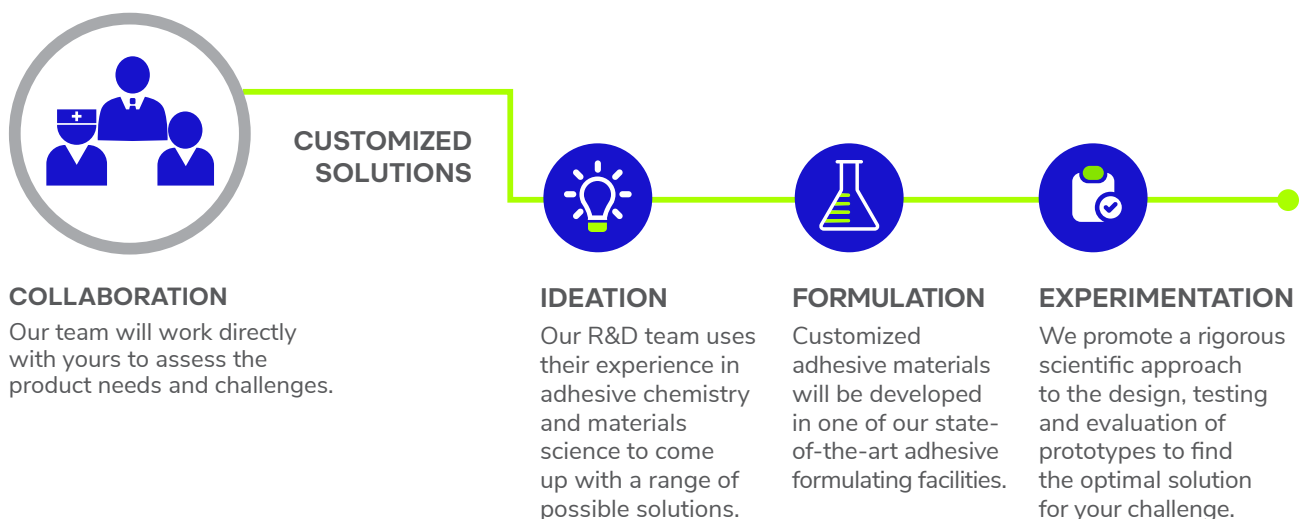 CUSTOMIZED
SOLUTIONS
COLLABORATION
Our team will work directly
with yours to assess the
product needs and challenges.
IDEATION
Our R&D team uses
their experience in
adhesive chemistry
and materials
science to come
up with a range of
possible solutions.
FORMULATION
Customized
adhesive materials
will be developed
in one of our state-
of-the-art adhesive
formulating facilities.
EXPERIMENTATION
We promote a rigorous
scientific approach
to the design, testing
and evaluation of
prototypes to find
the optimal solution
for your challenge.